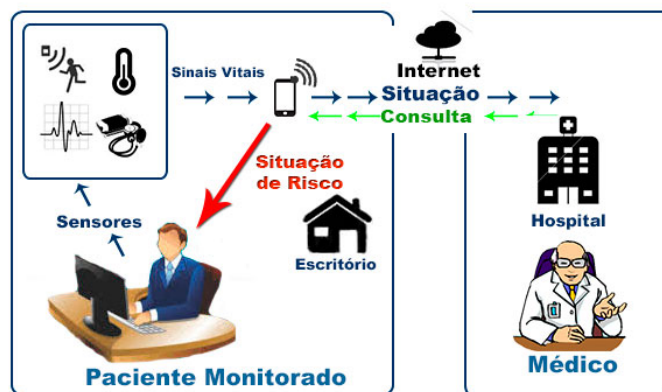 Sinais Vitais
Internet
Situação
Consulta
Situação
de Risco
Sensores
Escritório
Hospital
Médico
Paciente Monitorado